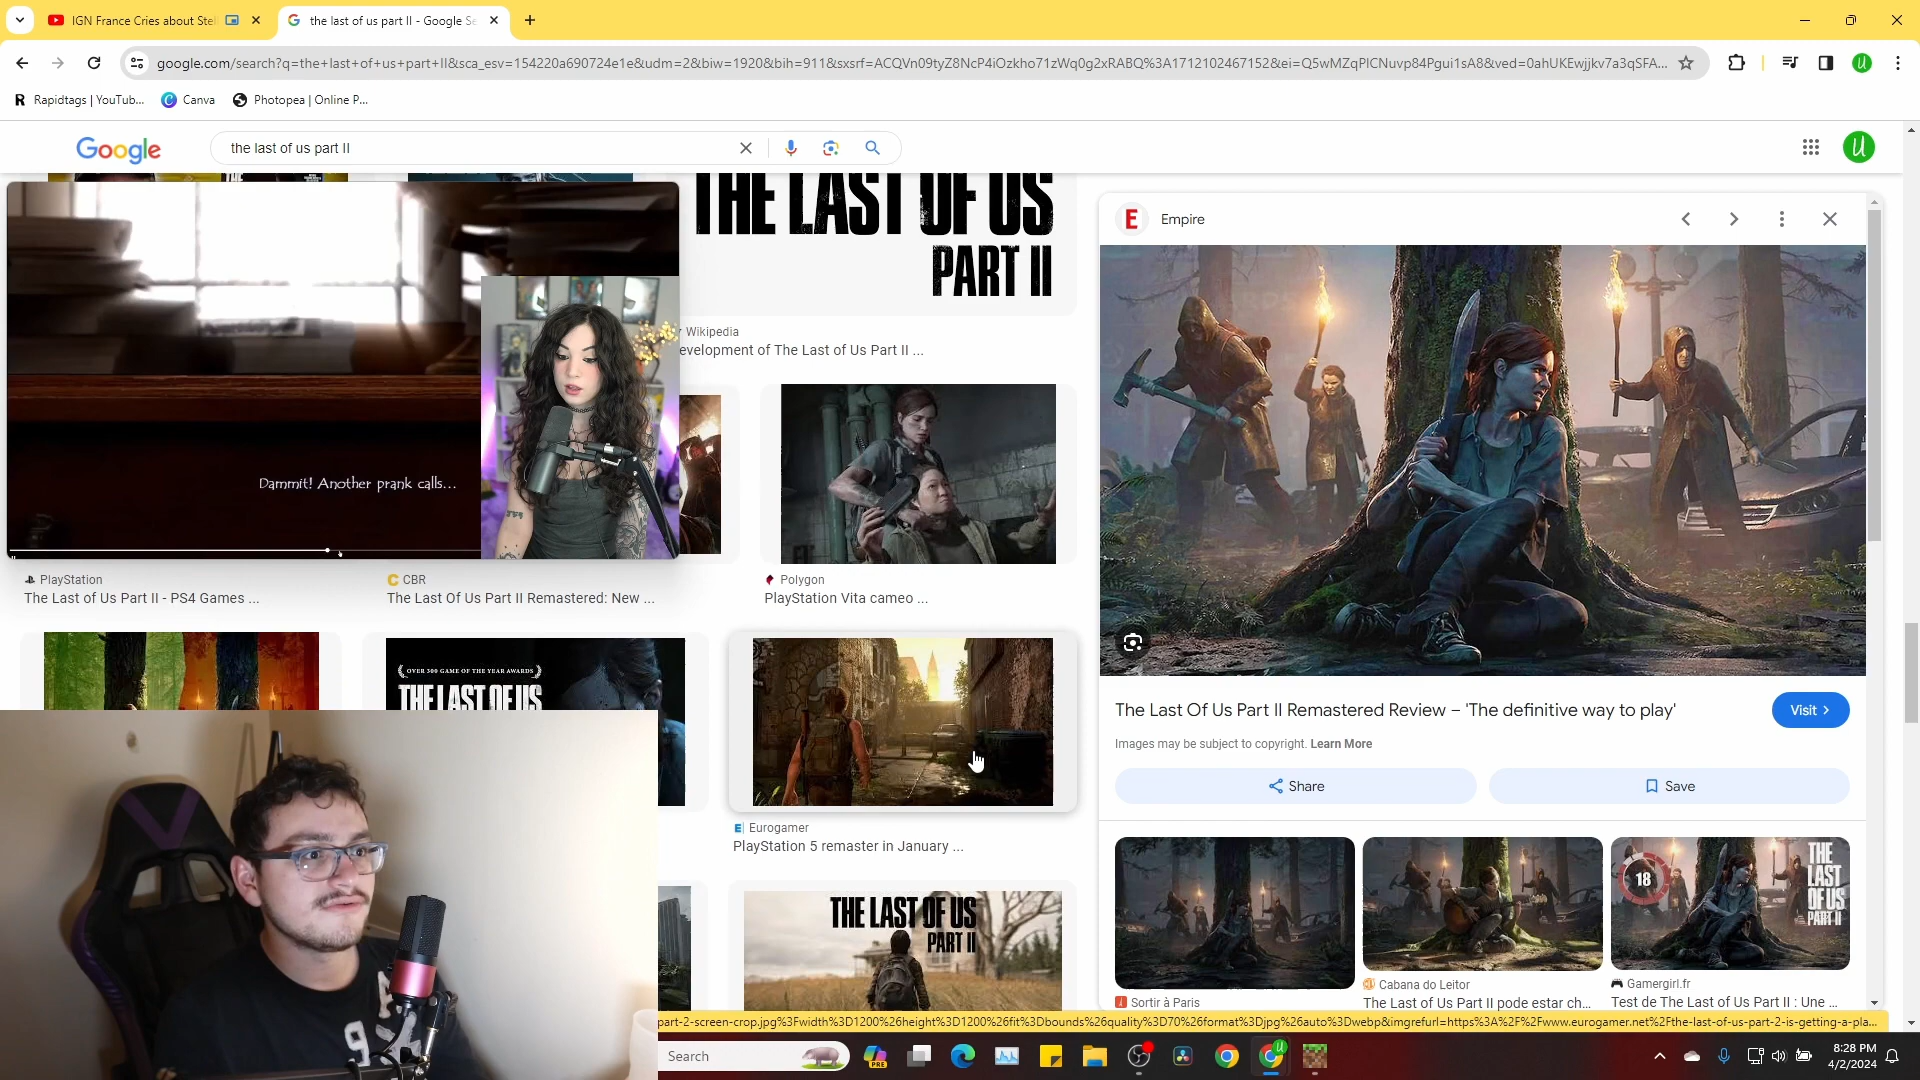 IGN France Cries about Stel
the last of us part II - Google Se
google.com/search?q=the+last+of+us+part+II&sca_esv=154220a690724e1e&udm=2&biw=1920&bih=911&sxsrf=ACQVn09tyZ8NcP4iOzkho71zWq0g2xRABQ%3A1712102467152&ei=Q5wMZqPICNuvp84Pgui1sA8&ved=0ahUKEwjjkv7a3qSFA...
Rapidtags | YouTub...
Canva
Photopea | Online P...
Google
the last of us part II
THE LAST OF US
PART II
Empire
Wikipedia
evelopment of The Last of Us Part II ...
Dammit! Another prank calls...
PlayStation
The Last of Us Part II - PS4 Games ...
CBR
The Last Of Us Part II Remastered: New ...
Polygon
PlayStation Vita cameo ...
OVER 300 GAME OF THE YEAR AWARDS
THE LAST OF US
The Last Of Us Part II Remastered Review – 'The definitive way to play'
Visit
Images may be subject to copyright. Learn More
Share
Save
Eurogamer
PlayStation 5 remaster in January ...
THE LAST OF US
PART II
18
THE
LAST
OF US
PART II
Sortir à Paris
Cabana do Leitor
The Last of Us Part II pode estar ch...
Gamergirl.fr
Test de The Last of Us Part II : Une ...
part-2-screen-crop.jpg%3Fwidth%3D1200%26height%3D1200%26fit%3Dbounds%26quality%3D70%26format%3Djpg%26auto%3Dwebp&imgrefurl=https%3A%2F%2Fwww.eurogamer.net%2Fthe-last-of-us-part-2-is-getting-a-pla...
Search
PRE
8:28 PM
4/2/2024